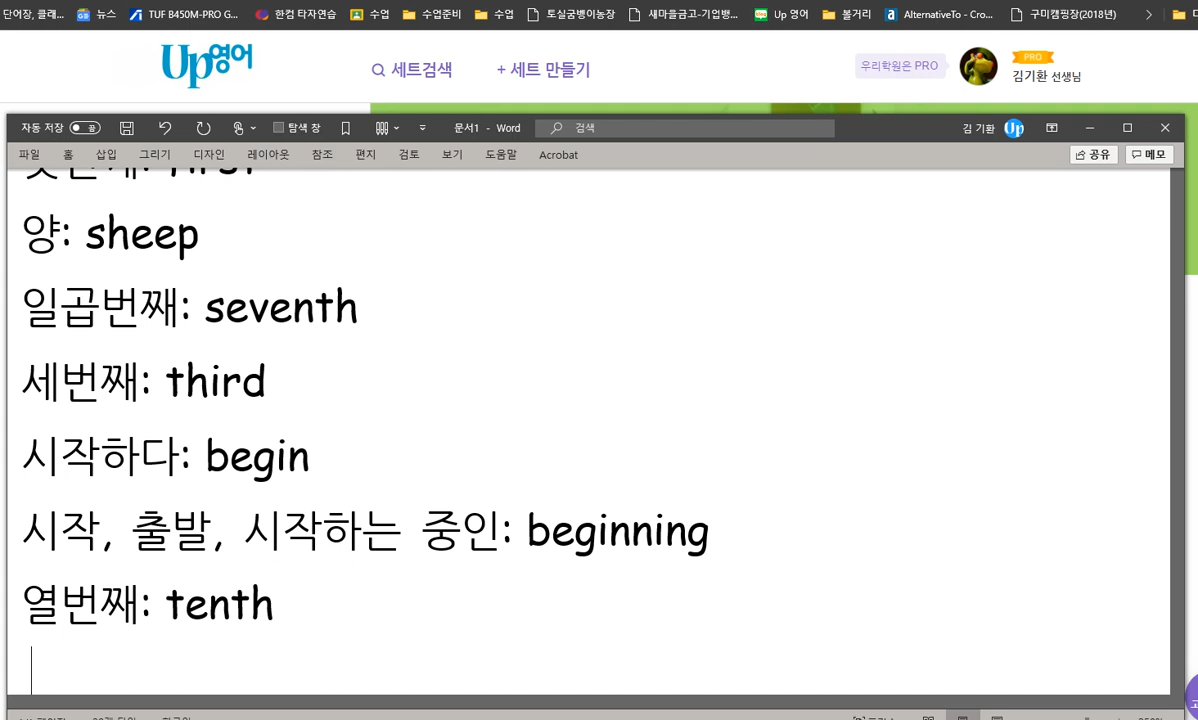 단어장, 클래... 뉴스 TUF B450M-PRO G... 한컴 타자연습 수업 수업준비 수업 토실굼벵이농장 새마을금고-기업뱅... Up 영어 볼거리 AlternativeTo - Cro... 구미캠핑장(2018년)
Up영어 세트검색 + 세트 만들기 우리학원은 PRO PRO
김기환 선생님
자동 저장 끔 탐색 창 문서1 - Word 검색 김 기환 Up
파일 홈 삽입 그리기 디자인 레이아웃 참조 편지 검토 보기 도움말 Acrobat 공유 메모
양: sheep
일곱번째: seventh
세번째: third
시작하다: begin
시작, 출발, 시작하는 중인: beginning
열번째: tenth